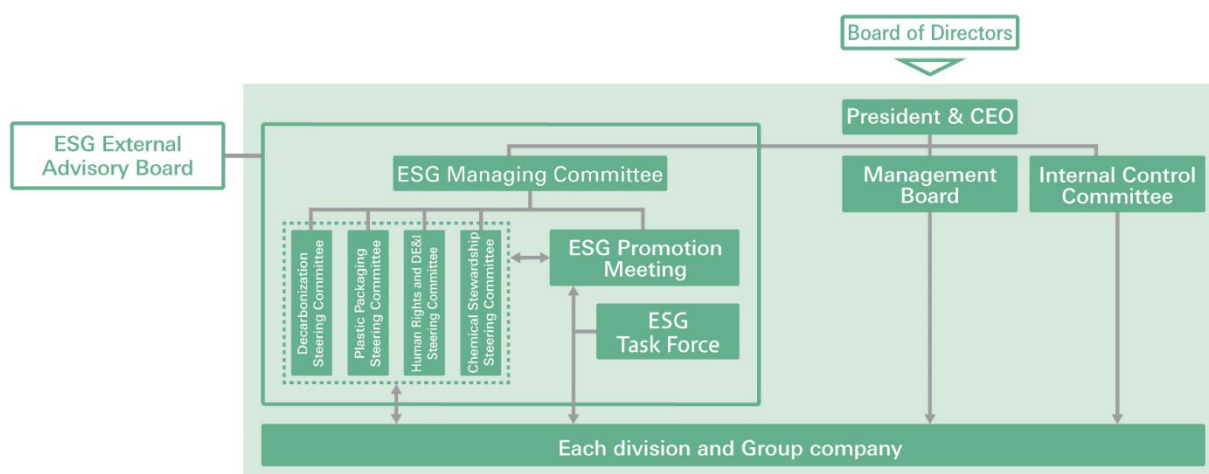 Board of Directors
President & CEO
ESG External
Advisory Board
ESG Managing Committee
Management
Board
Internal Control
Committee
Decarbonization
Steering Committee
Plastic Packaging
Steering Committee
Human Rights and DE&I
Steering Committee
Chemical Stewardship
Steering Committee
ESG Promotion
Meeting
ESG
Task Force
Each division and Group company